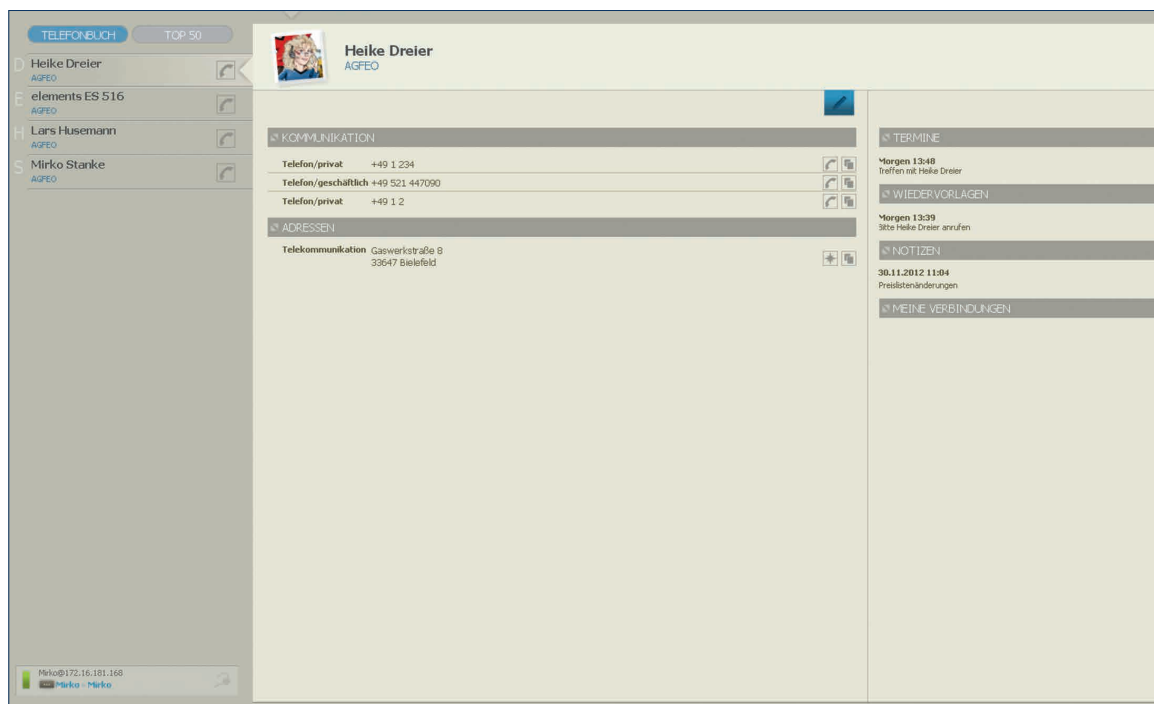 TELEFONBUCH
TOP 50
D
Heike Dreier
AGFEO
E
elements ES 516
AGFEO
H
Lars Husemann
AGFEO
S
Mirko Stanke
AGFEO
Mirko@172.16.181.168
Mirko - Mirko
Heike Dreier
AGFEO
KOMMUNIKATION
Telefon/privat +49 1 234
Telefon/geschäftlich +49 521 447090
Telefon/privat +49 1 2
ADRESSEN
Telekommunikation Gaswerkstraße 8
33647 Bielefeld
TERMINE
Morgen 13:48
Treffen mit Heike Dreier
WIEDERVORLAGEN
Morgen 13:39
Bitte Heike Dreier anrufen
NOTIZEN
30.11.2012 11:04
Preislistenänderungen
MEINE VERBINDUNGEN